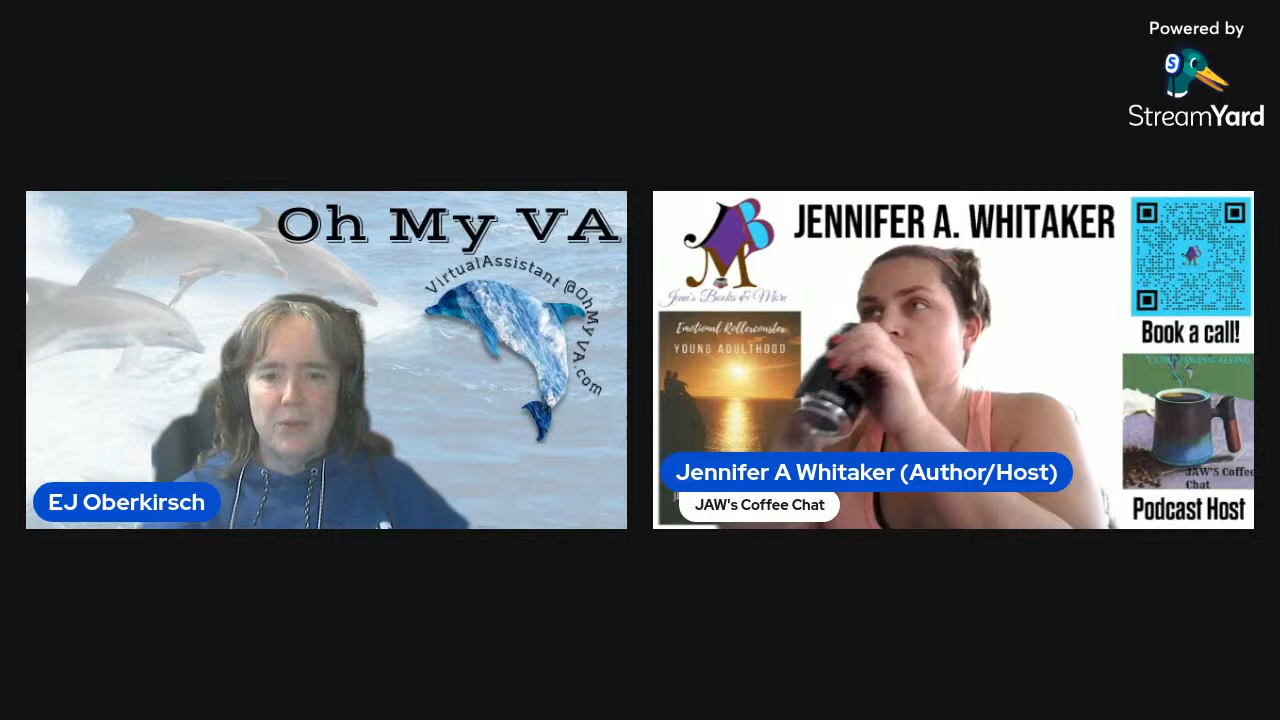 Powered by
StreamYard
Oh My VA
VirtualAssistant@OhMyVA.com
EJ Oberkirsch
JENNIFER A. WHITAKER
JBM
Jenn's Books & More
Emotional Rollercoaster
YOUNG ADULTHOOD
Book a call!
JAW'S Coffee
Chat
Podcast Host
Jennifer A Whitaker (Author/Host)
JAW's Coffee Chat